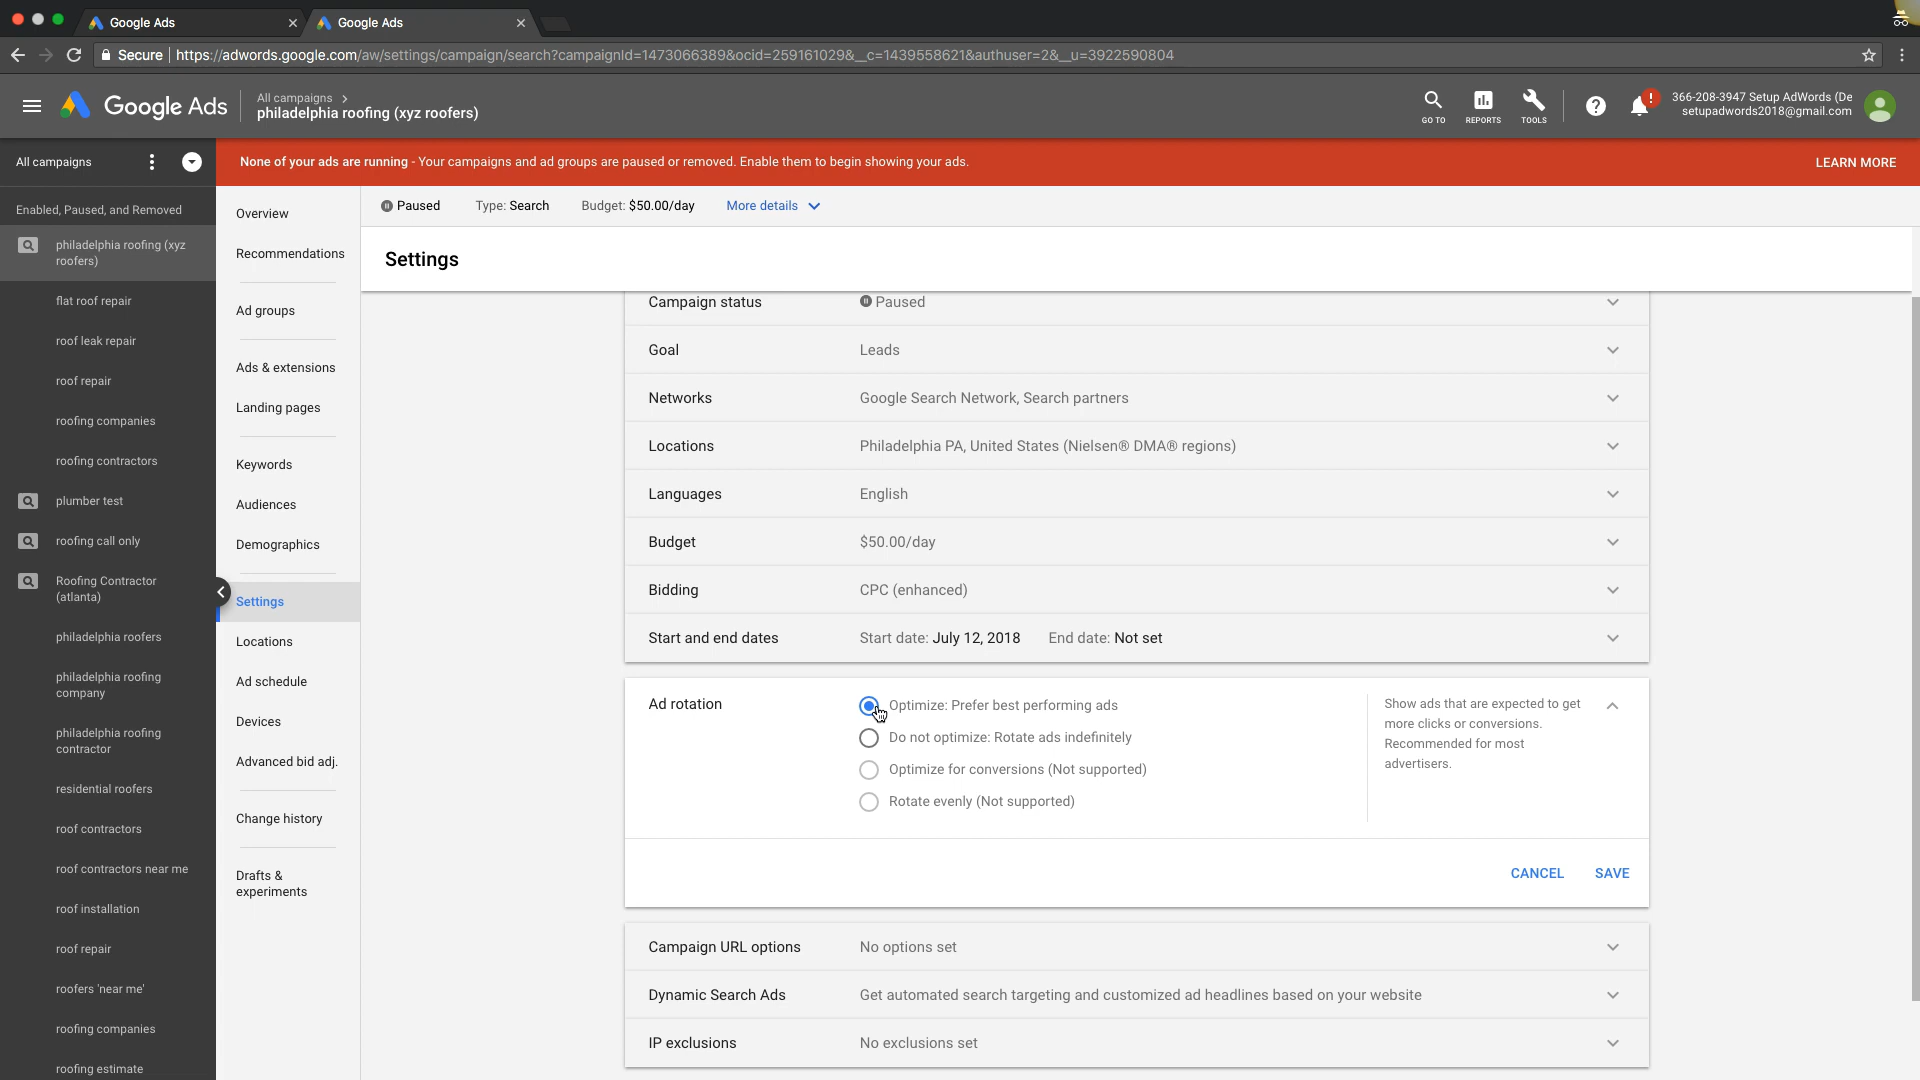 Google Ads
Google Ads
Secure https://adwords.google.com/aw/settings/campaign/search?campaignId=1473066389&ocid=259161029&__c=1439558621&authuser=2&__u=3922590804
Google Ads
All campaigns
philadelphia roofing (xyz roofers)
GO TO
REPORTS
TOOLS
366-208-3947 Setup AdWords (De
setupadwords2018@gmail.com
All campaigns
None of your ads are running - Your campaigns and ad groups are paused or removed. Enable them to begin showing your ads.
LEARN MORE
Enabled, Paused, and Removed
philadelphia roofing (xyz
roofers)
flat roof repair
roof leak repair
roof repair
roofing companies
roofing contractors
plumber test
roofing call only
Roofing Contractor
(atlanta)
philadelphia roofers
philadelphia roofing
company
philadelphia roofing
contractor
residential roofers
roof contractors
roof contractors near me
roof installation
roof repair
roofers 'near me'
roofing companies
roofing estimate
Overview
Recommendations
Ad groups
Ads & extensions
Landing pages
Keywords
Audiences
Demographics
Settings
Locations
Ad schedule
Devices
Advanced bid adj.
Change history
Drafts &
experiments
Paused
Type: Search
Budget: $50.00/day
More details
Settings
Campaign status Paused
Goal Leads
Networks Google Search Network, Search partners
Locations Philadelphia PA, United States (Nielsen® DMA® regions)
Languages English
Budget $50.00/day
Bidding CPC (enhanced)
Start and end dates Start date: July 12, 2018 End date: Not set
Ad rotation
Optimize: Prefer best performing ads
Do not optimize: Rotate ads indefinitely
Optimize for conversions (Not supported)
Rotate evenly (Not supported)
Show ads that are expected to get
more clicks or conversions.
Recommended for most
advertisers.
CANCEL
SAVE
Campaign URL options No options set
Dynamic Search Ads Get automated search targeting and customized ad headlines based on your website
IP exclusions No exclusions set